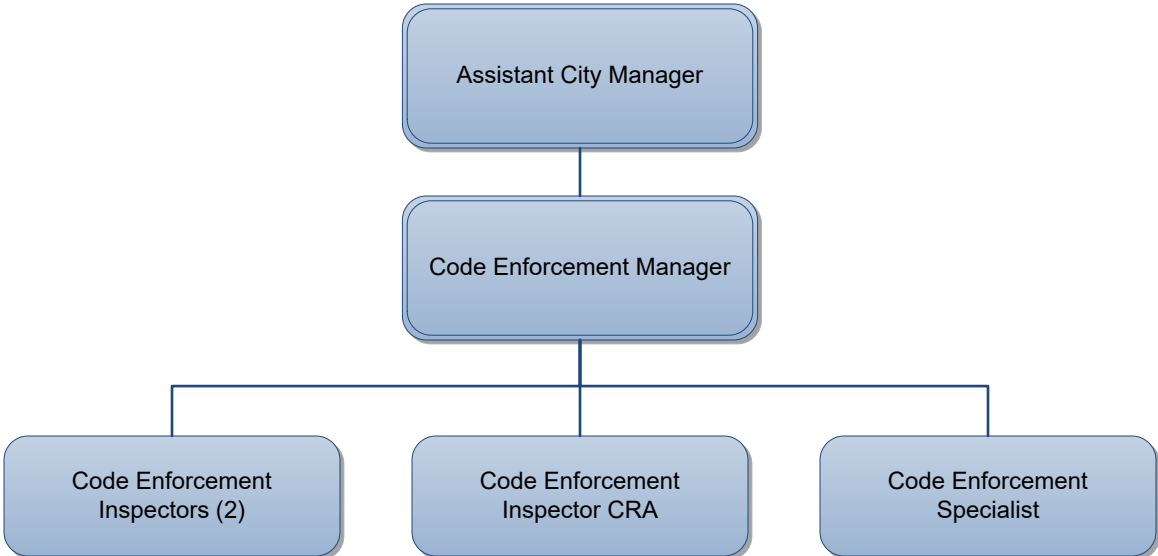 Assistant City Manager
Code Enforcement Manager
Code Enforcement
Inspectors (2)
Code Enforcement
Inspector CRA
Code Enforcement
Specialist